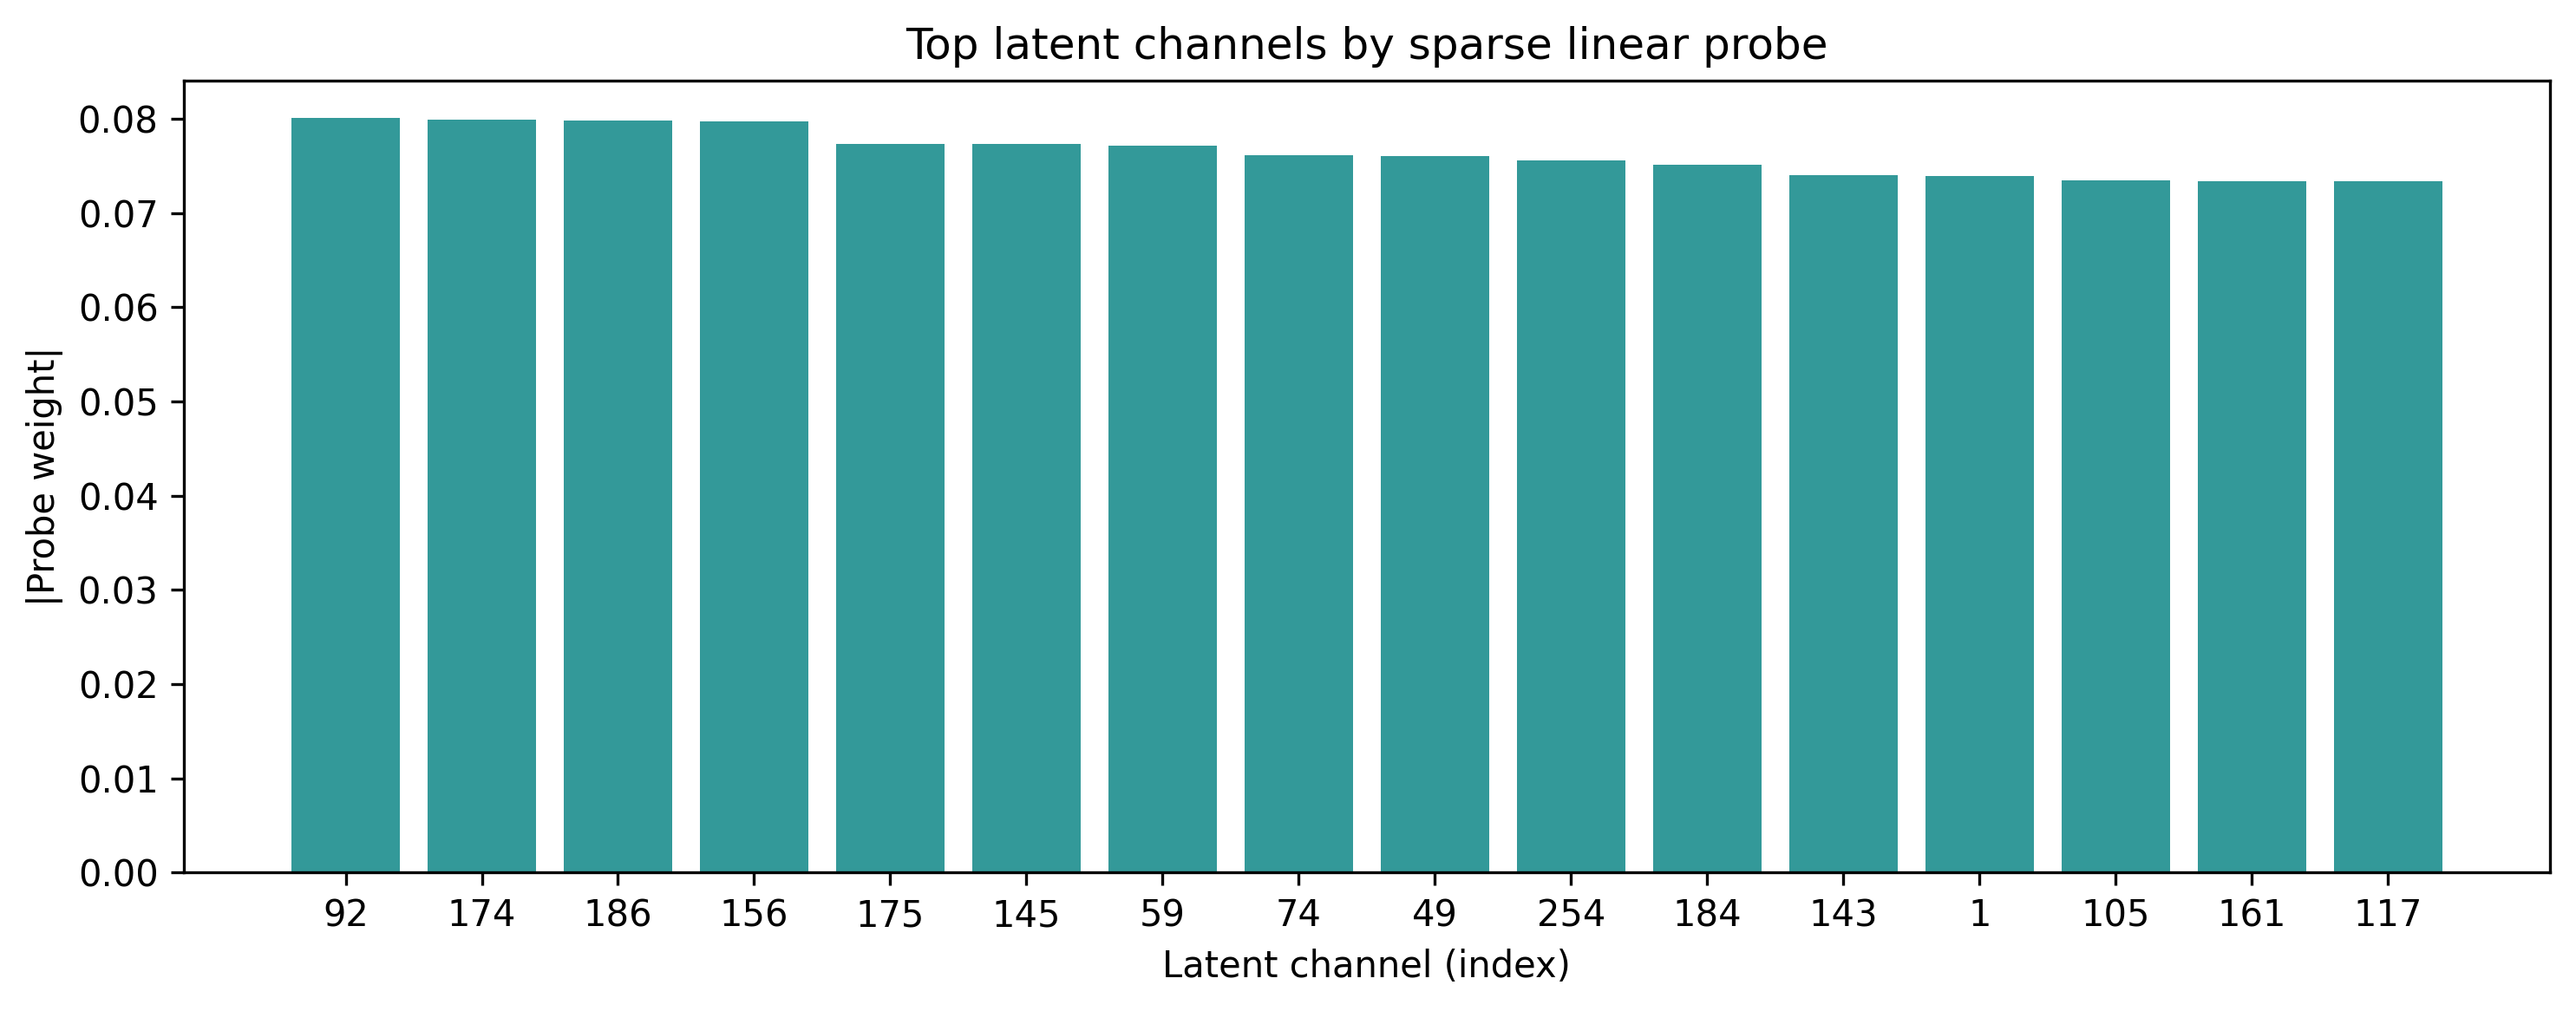 Top latent channels by sparse linear probe
|Probe weight|
0.08
0.07
0.06
0.05
0.04
0.03
0.02
0.01
0.00
92 174 186 156 175 145 59 74 49 254 184 143 1 105 161 117
Latent channel (index)